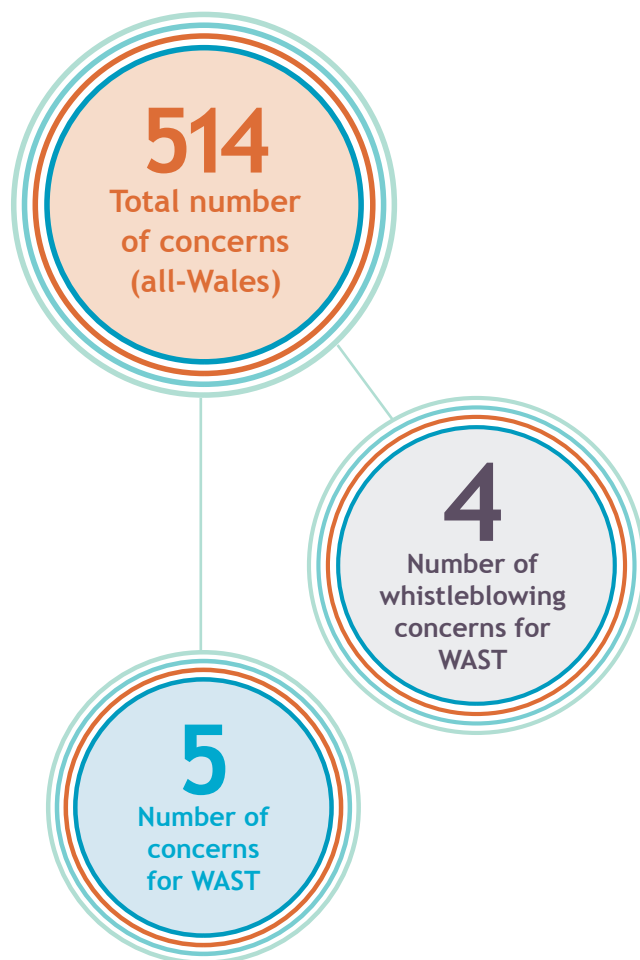 514
Total number
of concerns
(all-Wales)
4
Number of
whistleblowing
concerns for
WAST
5
Number of
concerns
for WAST